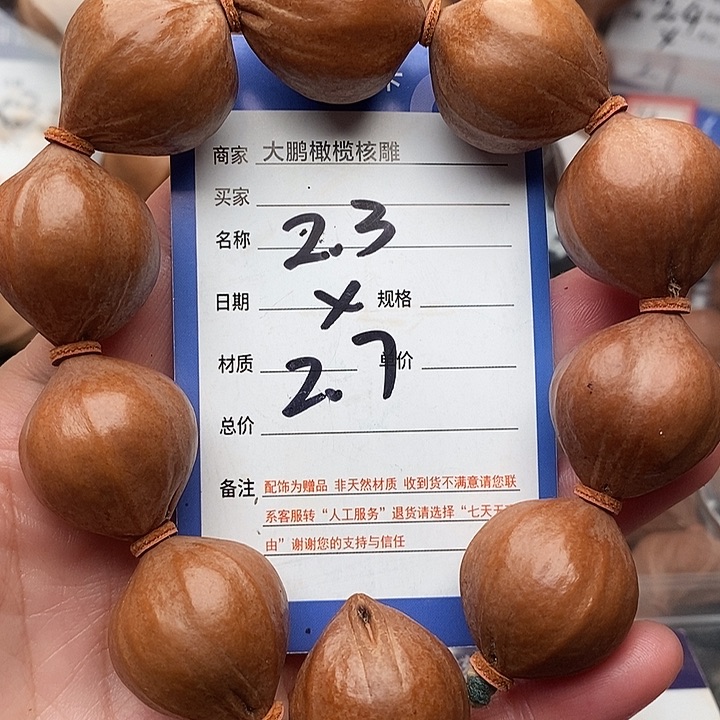 商家 大鹏橄榄核雕
买家
名称 2.3
日期 × 规格
材质 2.7 单价
总价
备注 配饰为赠品 非天然材质 收到货不满意请您联
系客服转“人工服务”退货请选择“七天无
由”谢谢您的支持与信任